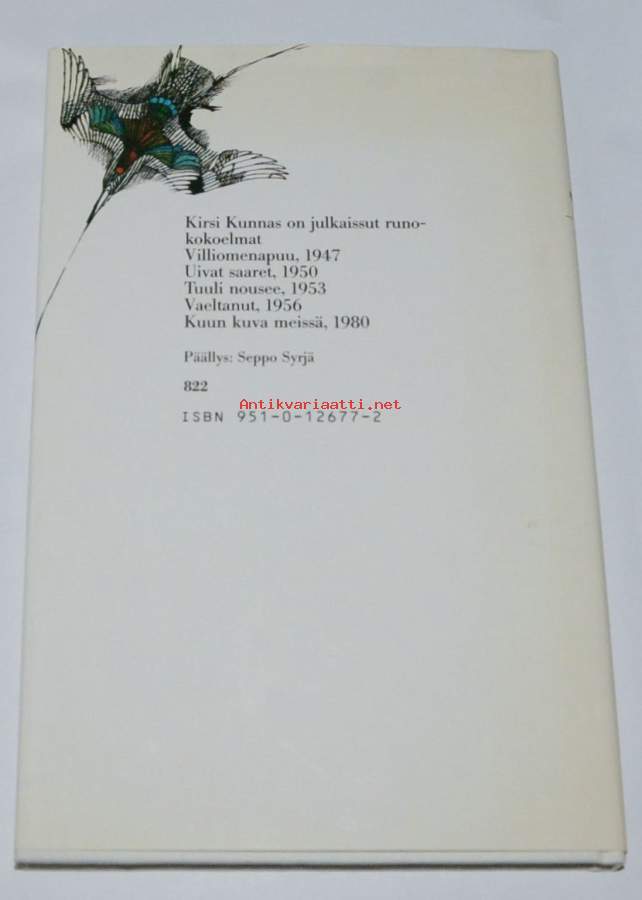 Kirsi Kunnas on julkaissut runo-
kokoelmat
Villiomenapuu, 1947
Uivat saaret, 1950
Tuuli nousee, 1953
Vaeltanut, 1956
Kuun kuva meissä, 1980
Päällys: Seppo Syrjä
822
Antikvariaatti.net
ISBN 951-0-12677-2